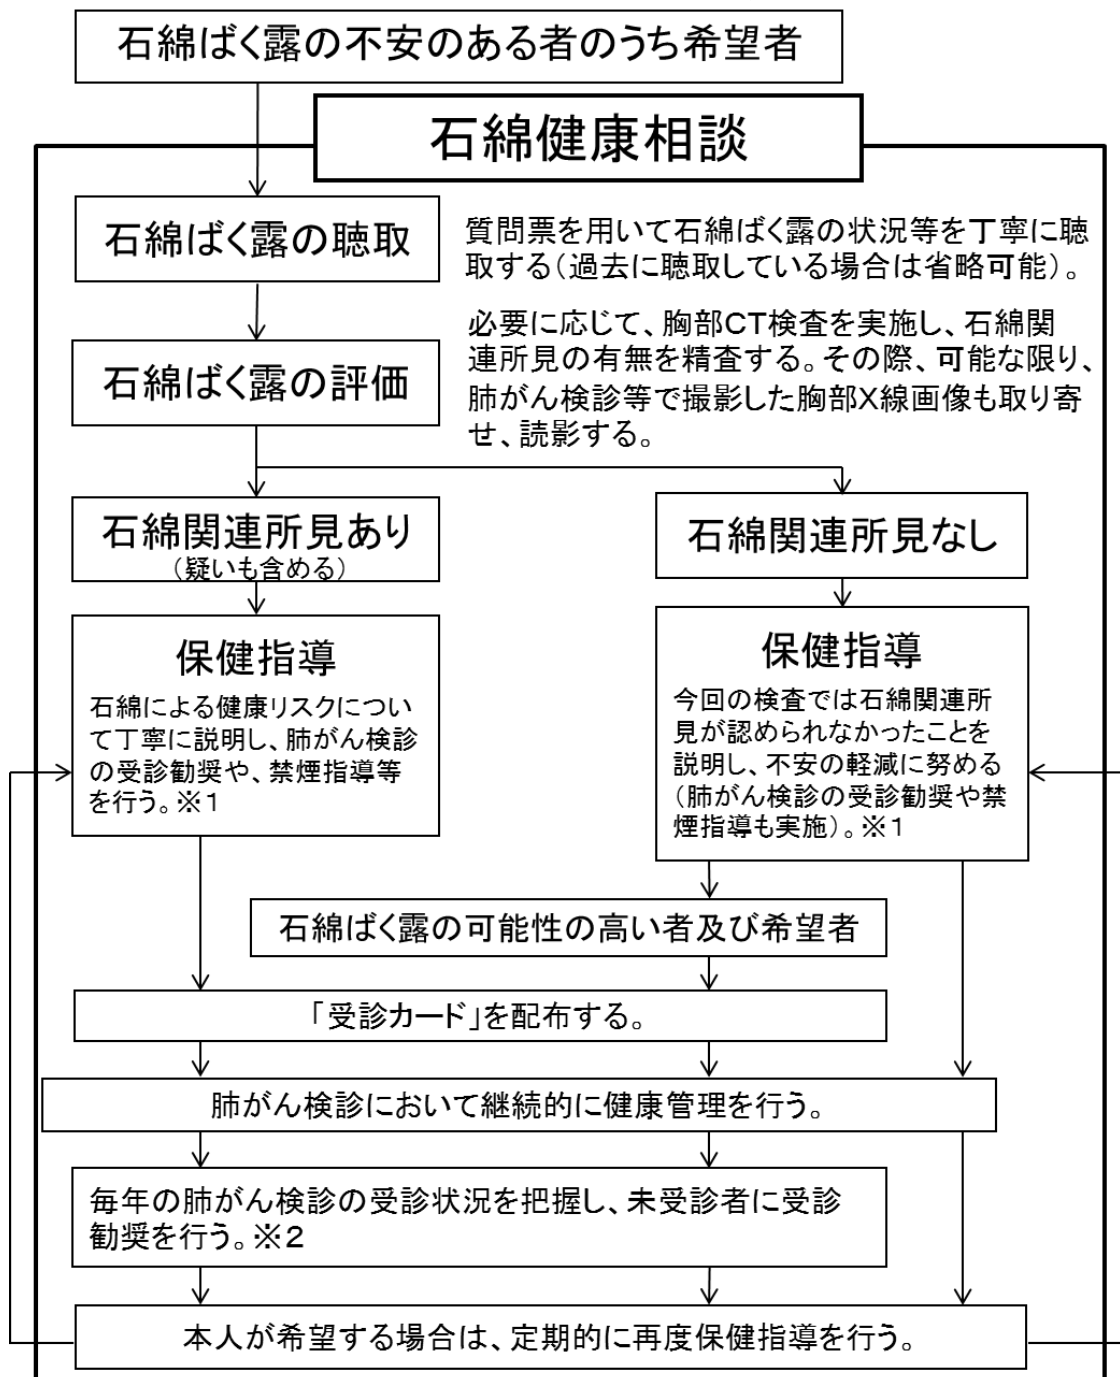 石綿ばく露の不安のある者のうち希望者
石綿健康相談
石綿ばく露の聴取
質問票を用いて石綿ばく露の状況等を丁寧に聴
取する（過去に聴取している場合は省略可能）。
石綿ばく露の評価
必要に応じて、胸部CT検査を実施し、石綿関
連所見の有無を精査する。その際、可能な限り、
肺がん検診等で撮影した胸部X線画像も取り寄
せ、読影する。
石綿関連所見あり
（疑いも含める）
石綿関連所見なし
保健指導
石綿による健康リスクについ
て丁寧に説明し、肺がん検診
の受診勧奨や、禁煙指導等
を行う。※1
保健指導
今回の検査では石綿関連所
見が認められなかったことを
説明し、不安の軽減に努める
（肺がん検診の受診勧奨や禁
煙指導も実施）。※1
石綿ばく露の可能性の高い者及び希望者
「受診カード」を配布する。
肺がん検診において継続的に健康管理を行う。
毎年の肺がん検診の受診状況を把握し、未受診者に受診
勧奨を行う。※2
本人が希望する場合は、定期的に再度保健指導を行う。